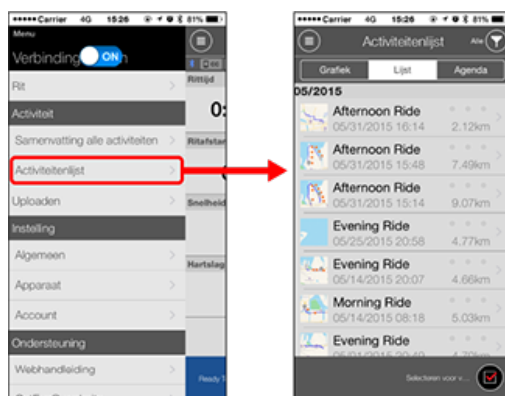 Carrier 4G 15:26 81%
Menu
Verbinding ON
Rit
Activiteit
Samenvatting alle activiteiten
Activiteitenlijst
Uploaden
Instelling
Algemeen
Apparaat
Account
Ondersteuning
Webhandleiding
Rittijd
0:
Ritafstan
Snelheid
Hartslag
Ready T
Carrier 4G 15:26 81%
Activiteitenlijst
Grafiek Lijst Agenda
05/2015
Afternoon Ride
05/31/2015 16:14 2.12km
Afternoon Ride
05/31/2015 15:48 7.49km
Afternoon Ride
05/31/2015 15:14 9.07km
Evening Ride
05/25/2015 20:58 4.77km
Evening Ride
05/14/2015 20:07 4.66km
Morning Ride
05/14/2015 08:18 5.03km
Evening Ride
Selecteren voor v...